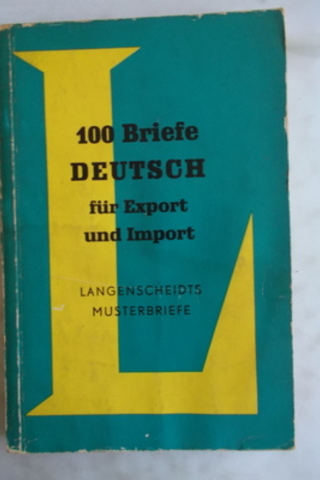 100 Briefe
DEUTSCH
für Export
und Import
LANGENSCHEIDTS
MUSTERBRIEFE